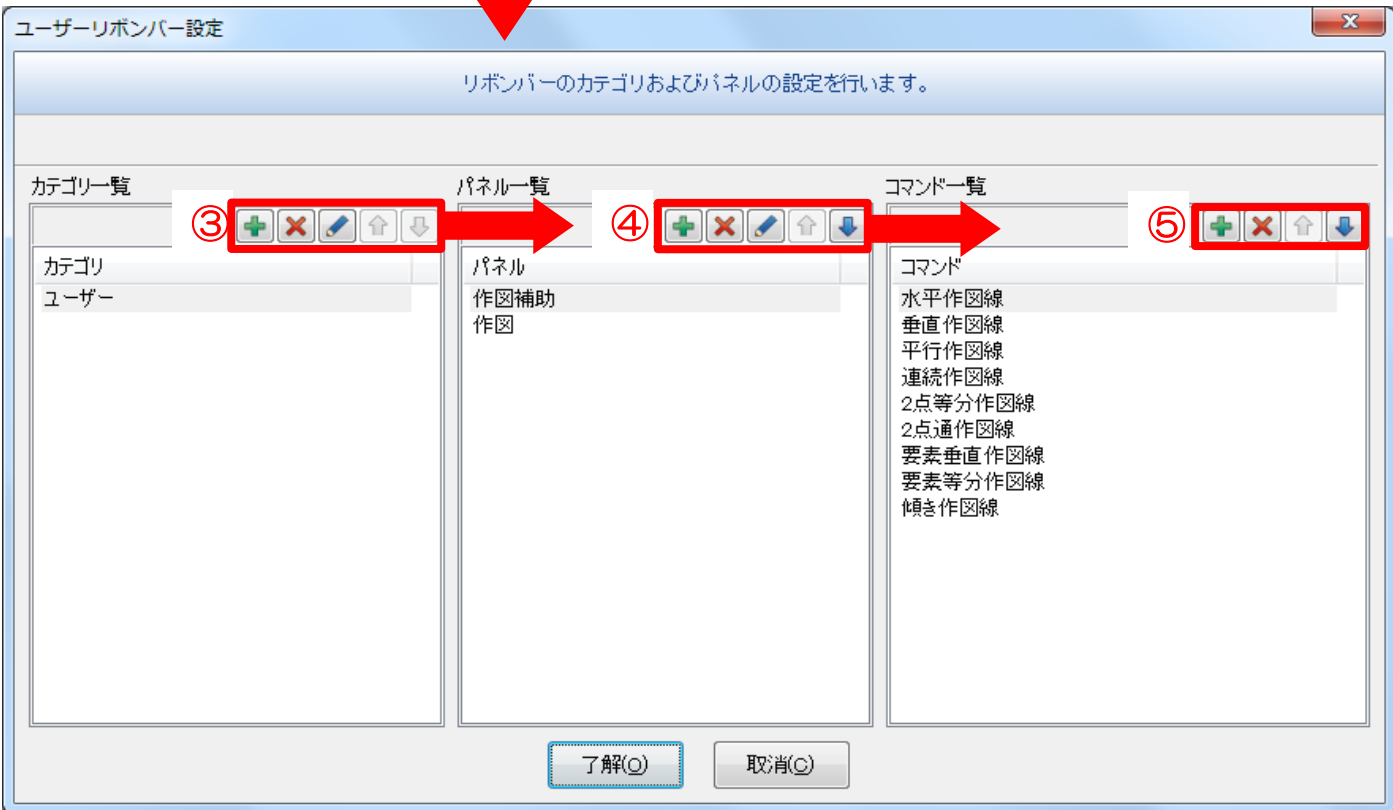 ユーザーリボンバー設定
リボンバーのカテゴリおよびパネルの設定を行います。
カテゴリ一覧
パネル一覧
コマンド一覧
③
④
⑤
カテゴリ
ユーザー
パネル
作図補助
作図
コマンド
水平作図線
垂直作図線
平行作図線
連続作図線
2点等分作図線
2点通作図線
要素垂直作図線
要素等分作図線
傾き作図線
了解(O)
取消(C)